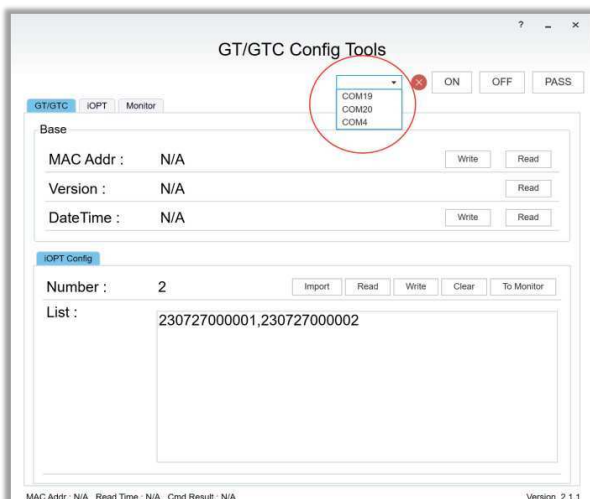 ? – ×
GT/GTC Config Tools
ON OFF PASS
COM19
COM20
COM4
GT/GTC iOPT Monitor
Base
MAC Addr : N/A Write Read
Version : N/A Read
DateTime : N/A Write Read
iOPT Config
Number : 2 Import Read Write Clear To Monitor
List :
230727000001,230727000002
MAC Addr : N/A Read Time : N/A Cmd Result : N/A Version 2.1.1